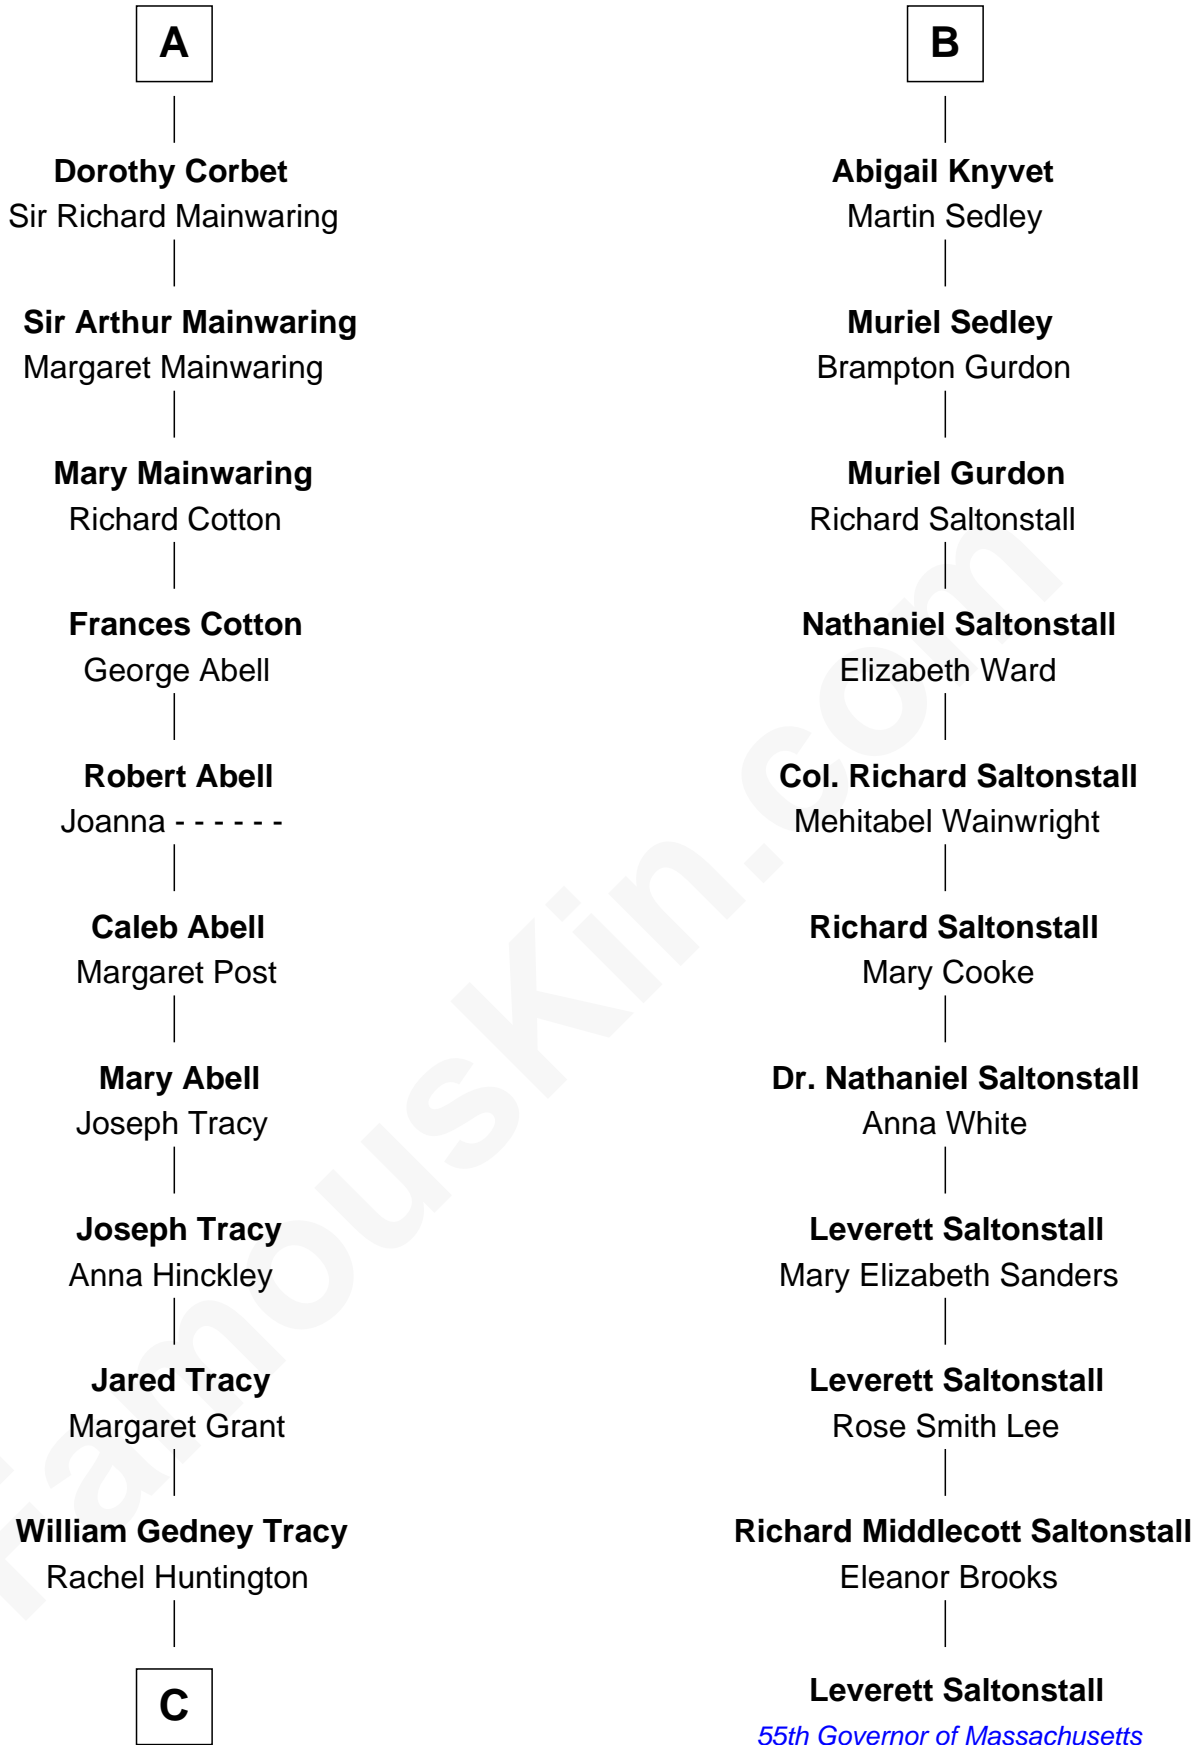 A
Dorothy Corbet
Sir Richard Mainwaring
Sir Arthur Mainwaring
Margaret Mainwaring
Mary Mainwaring
Richard Cotton
Frances Cotton
George Abell
Robert Abell
Joanna - - - - - -
Caleb Abell
Margaret Post
Mary Abell
Joseph Tracy
Joseph Tracy
Anna Hinckley
Jared Tracy
Margaret Grant
William Gedney Tracy
Rachel Huntington
C
B
Abigail Knyvet
Martin Sedley
Muriel Sedley
Brampton Gurdon
Muriel Gurdon
Richard Saltonstall
Nathaniel Saltonstall
Elizabeth Ward
Col. Richard Saltonstall
Mehitabel Wainwright
Richard Saltonstall
Mary Cooke
Dr. Nathaniel Saltonstall
Anna White
Leverett Saltonstall
Mary Elizabeth Sanders
Leverett Saltonstall
Rose Smith Lee
Richard Middlecott Saltonstall
Eleanor Brooks
Leverett Saltonstall
55th Governor of Massachusetts
FamousKin.com